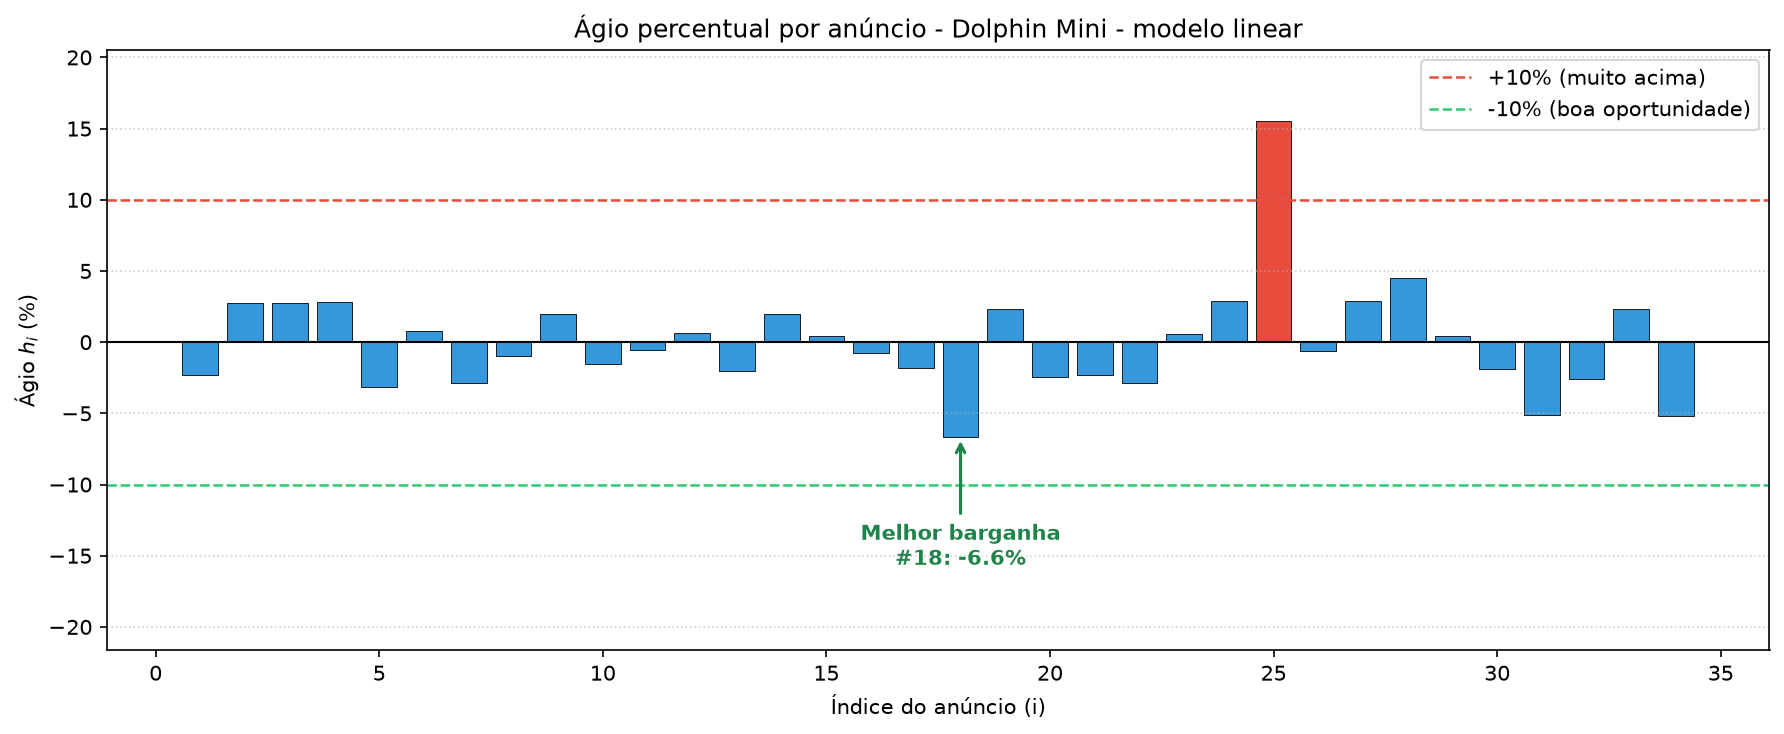 Ágio percentual por anúncio - Dolphin Mini - modelo linear
+10% (muito acima)
-10% (boa oportunidade)
Ágio hᵢ (%)
20
15
10
5
0
−5
−10
−15
−20
Melhor barganha
#18: -6.6%
0 5 10 15 20 25 30 35
Índice do anúncio (i)